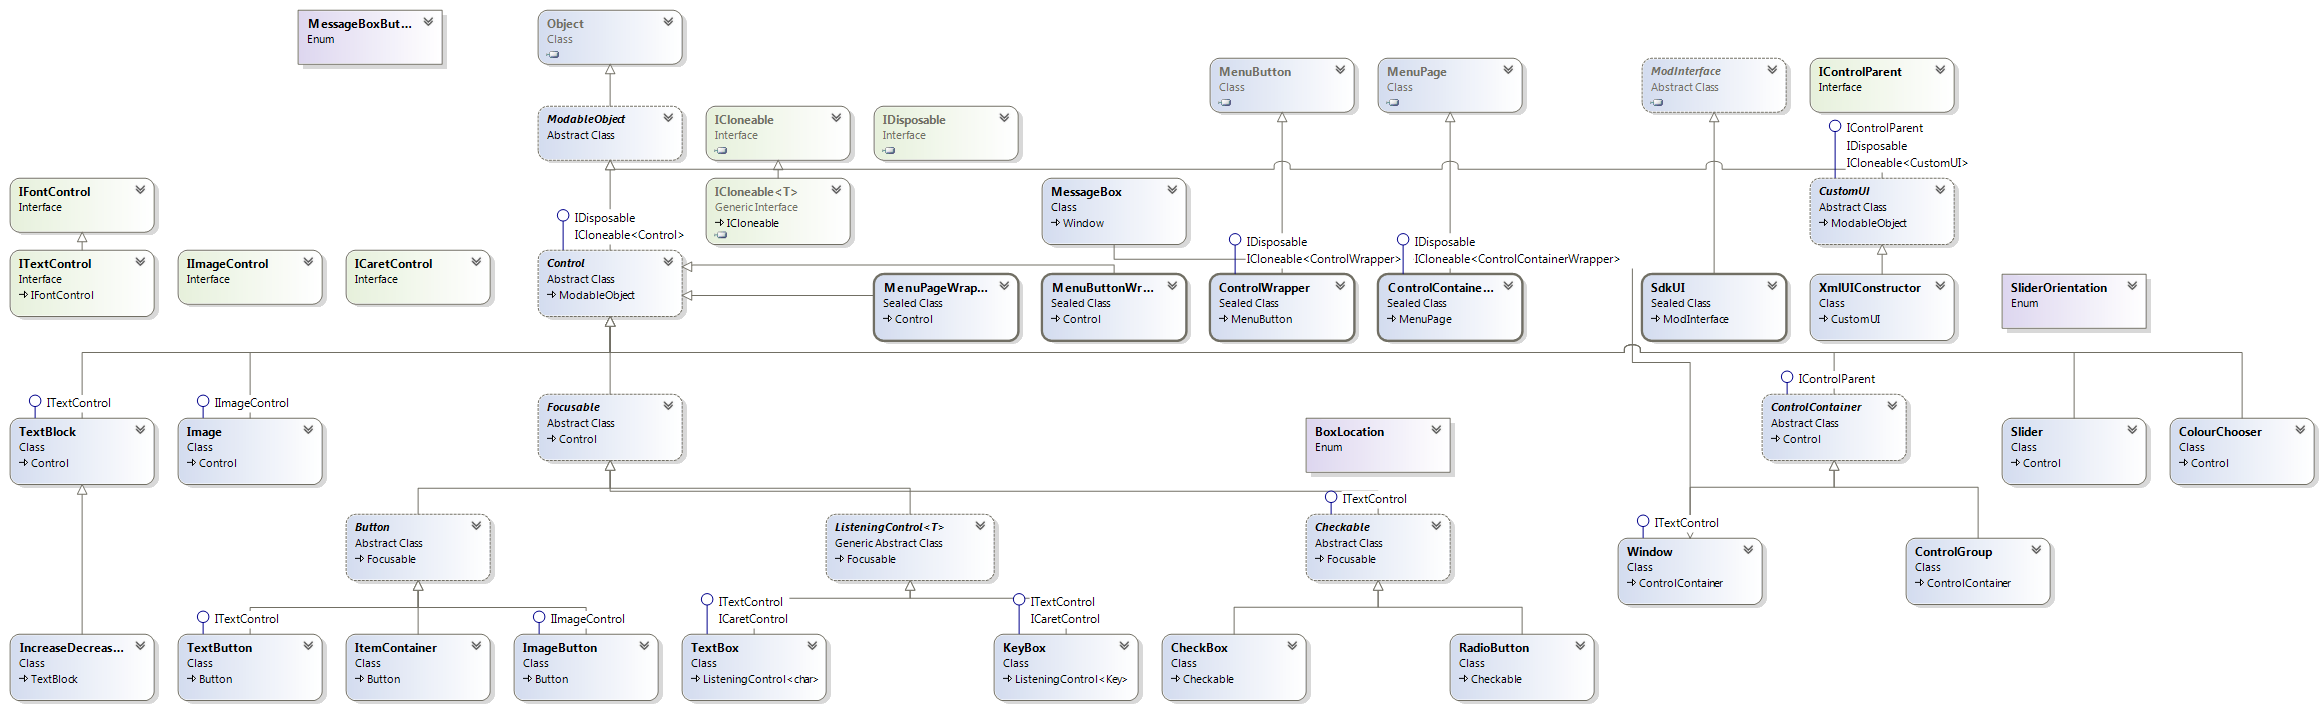 MessageBoxBut...
Enum
Object
Class
MenuButton
Class
MenuPage
Class
ModInterface
Abstract Class
IControlParent
Interface
ModableObject
Abstract Class
ICloneable
Interface
IDisposable
Interface
IControlParent
IDisposable
ICloneable<CustomUI>
IFontControl
Interface
ICloneable<T>
Generic Interface
ICloneable
MessageBox
Class
Window
CustomUI
Abstract Class
ModableObject
IDisposable
ICloneable<Control>
IDisposable
ICloneable<ControlWrapper>
IDisposable
ICloneable<ControlContainerWrapper>
ITextControl
Interface
IFontControl
IImageControl
Interface
ICaretControl
Interface
Control
Abstract Class
ModableObject
MenuPageWrap...
Sealed Class
Control
MenuButtonWr...
Sealed Class
Control
ControlWrapper
Sealed Class
MenuButton
ControlContaine...
Sealed Class
MenuPage
SdkUI
Sealed Class
ModInterface
XmlUIConstructor
Class
CustomUI
SliderOrientation
Enum
ITextControl
IImageControl
IControlParent
TextBlock
Class
Control
Image
Class
Control
Focusable
Abstract Class
Control
BoxLocation
Enum
ControlContainer
Abstract Class
Control
Slider
Class
Control
ColourChooser
Class
Control
ITextControl
ITextControl
Button
Abstract Class
Focusable
ListeningControl<T>
Generic Abstract Class
Focusable
Checkable
Abstract Class
Focusable
Window
Class
ControlContainer
ControlGroup
Class
ControlContainer
ITextControl
IImageControl
ITextControl
ICaretControl
ITextControl
ICaretControl
IncreaseDecreas...
Class
TextBlock
TextButton
Class
Button
ItemContainer
Class
Button
ImageButton
Class
Button
TextBox
Class
ListeningControl<char>
KeyBox
Class
ListeningControl<Key>
CheckBox
Class
Checkable
RadioButton
Class
Checkable